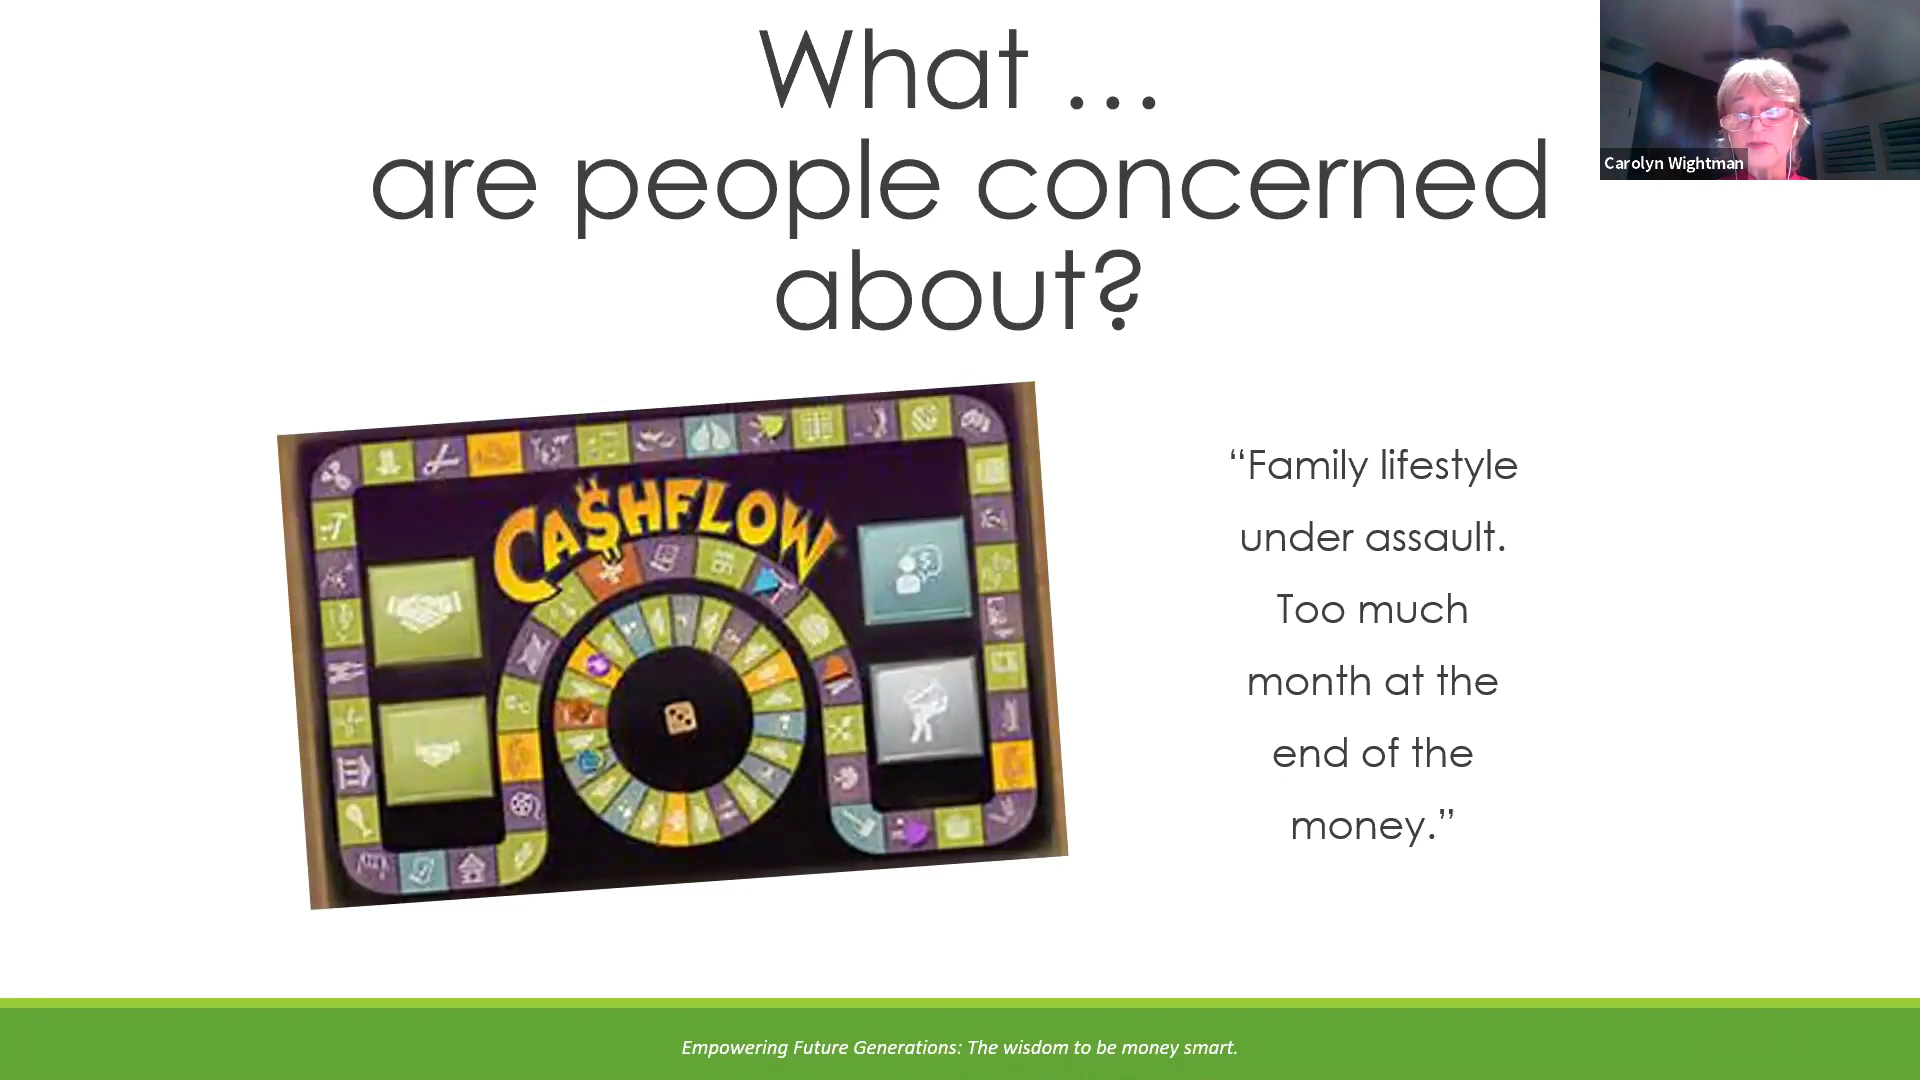 What ...
are people concerned
about?
Carolyn Wightman
CA$HFLOW
“Family lifestyle
under assault.
Too much
month at the
end of the
money.”
Empowering Future Generations: The wisdom to be money smart.